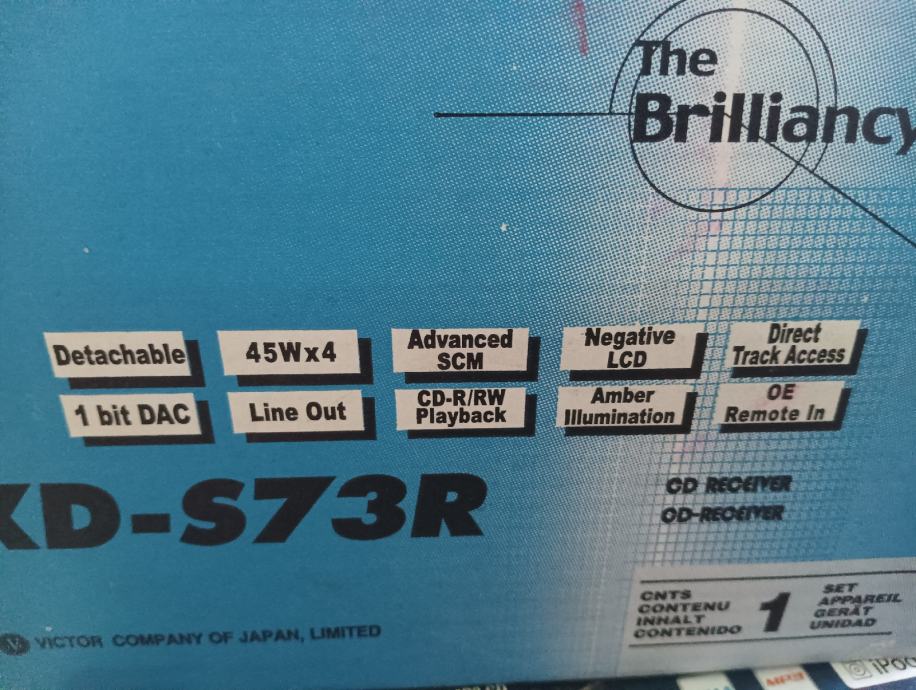 The
Brilliancy
Detachable
45Wx4
Advanced
SCM
Negative
LCD
Direct
Track Access
1 bit DAC
Line Out
CD-R/RW
Playback
Amber
Illumination
OE
Remote In
KD-S73R
CD RECEIVER
CD-RECEIVER
CNTS
CONTENU
INHALT
CONTENIDO
1
SET
APPAREIL
GERÄT
UNIDAD
V VICTOR COMPANY OF JAPAN, LIMITED
MP3